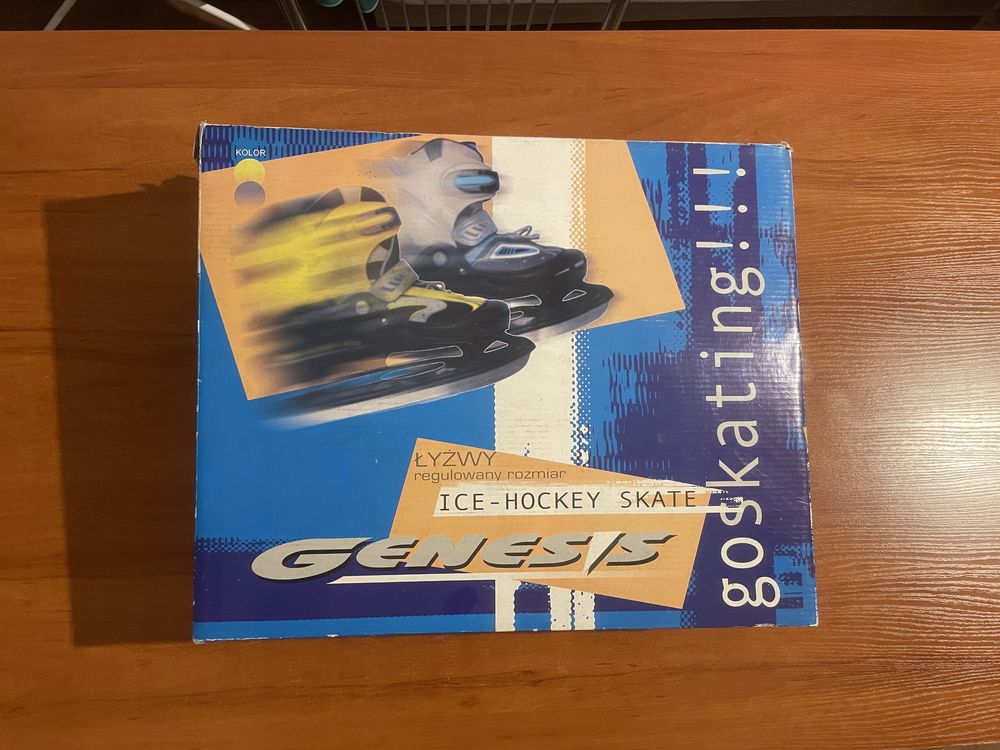 KOLOR
ŁYŻWY
regulowany rozmiar
ICE-HOCKEY SKATE
GENESIS
goskating!!!